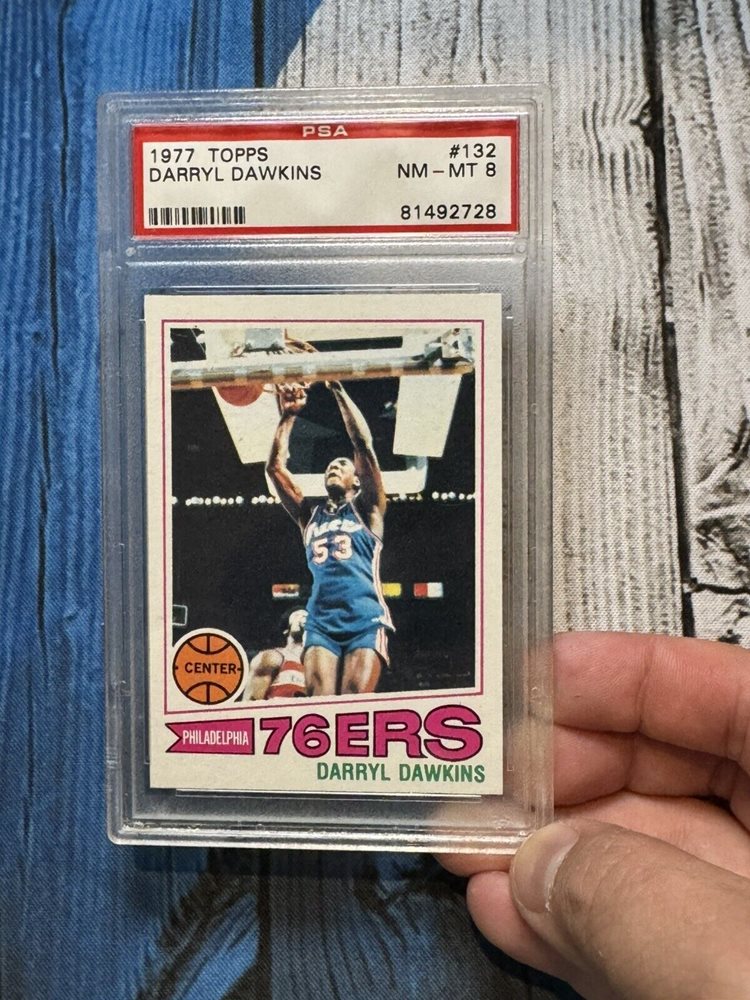 PSA
1977 TOPPS #132
DARRYL DAWKINS NM - MT 8
81492728
53
CENTER
PHILADELPHIA 76ERS
DARRYL DAWKINS